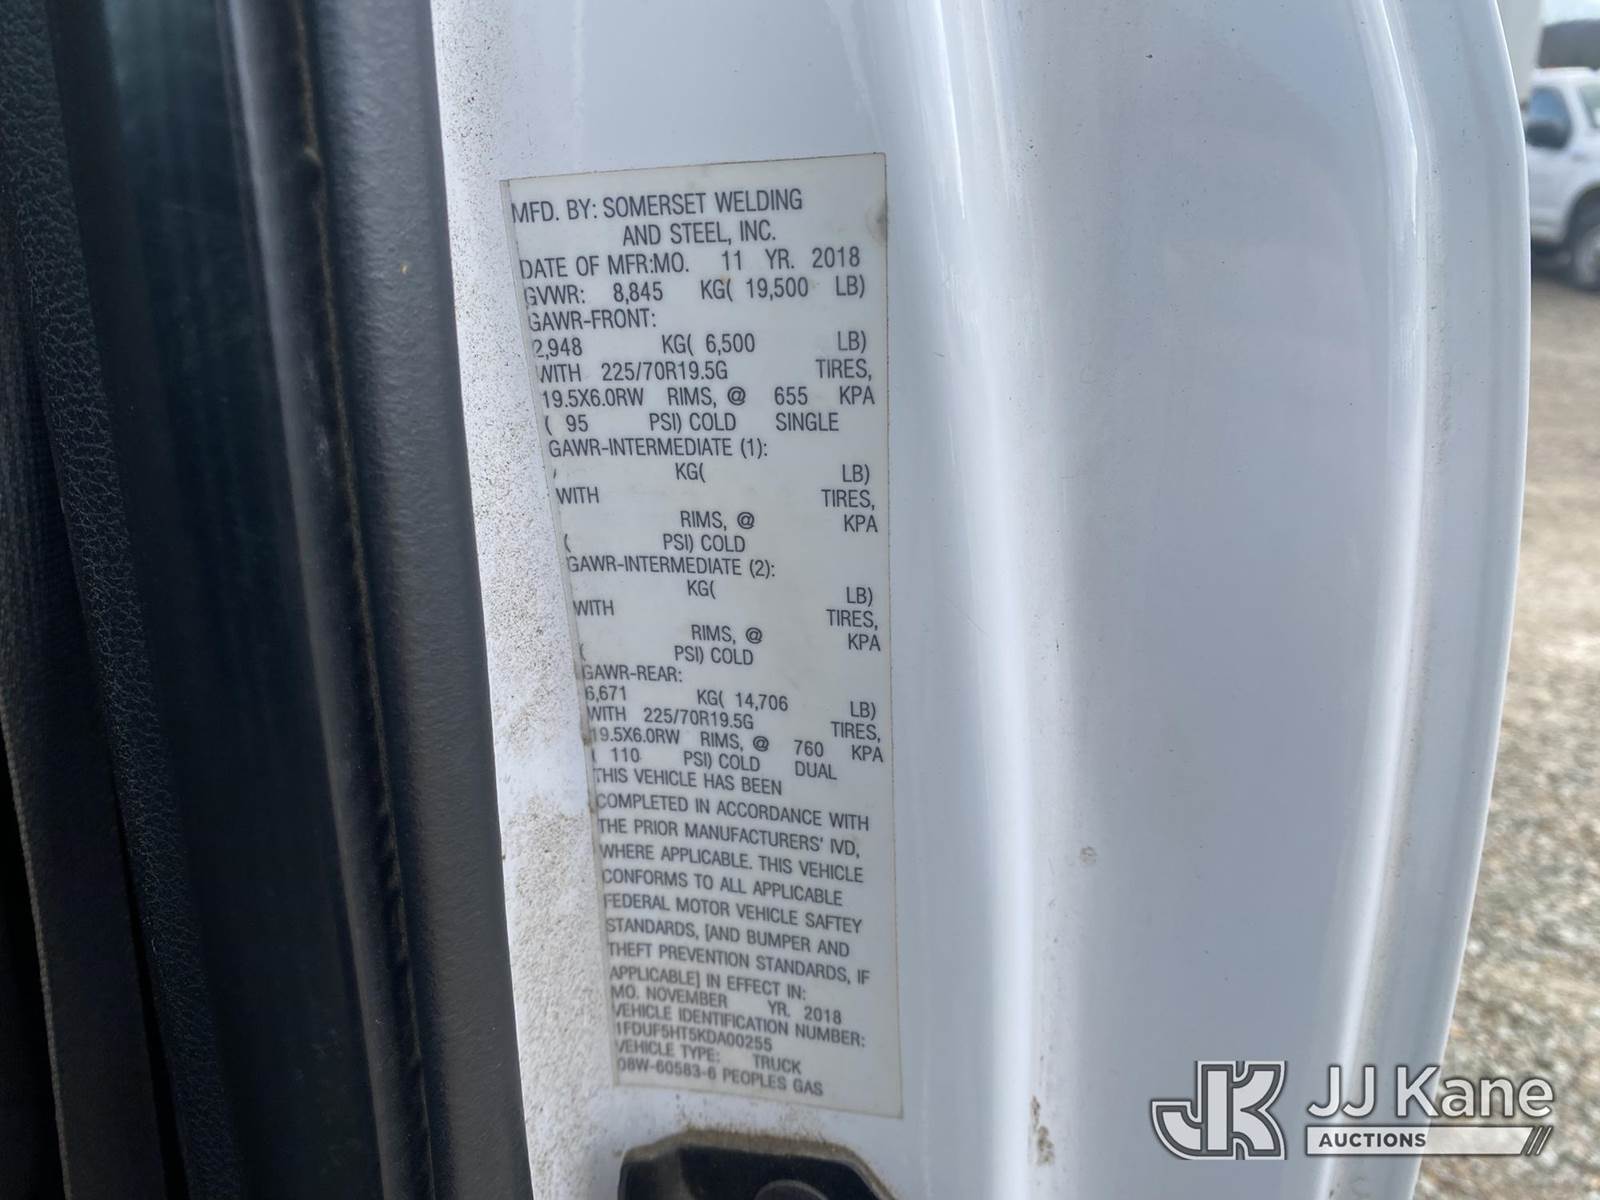 MFD. BY: SOMERSET WELDING
AND STEEL, INC.
DATE OF MFR:MO. 11 YR. 2018
GVWR: 8,845 KG( 19,500 LB)
GAWR-FRONT:
2,948 KG( 6,500 LB)
WITH 225/70R19.5G TIRES,
19.5X6.0RW RIMS, @ 655 KPA
( 95 PSI) COLD SINGLE
GAWR-INTERMEDIATE (1):
KG( LB)
WITH TIRES,
RIMS, @ KPA
( PSI) COLD
GAWR-INTERMEDIATE (2):
KG( LB)
WITH TIRES,
RIMS, @ KPA
( PSI) COLD
GAWR-REAR:
6,671 KG( 14,706 LB)
WITH 225/70R19.5G TIRES,
19.5X6.0RW RIMS, @ 760 KPA
( 110 PSI) COLD DUAL
THIS VEHICLE HAS BEEN
COMPLETED IN ACCORDANCE WITH
THE PRIOR MANUFACTURERS' IVD,
WHERE APPLICABLE. THIS VEHICLE
CONFORMS TO ALL APPLICABLE
FEDERAL MOTOR VEHICLE SAFTEY
STANDARDS, [AND BUMPER AND
THEFT PREVENTION STANDARDS, IF
APPLICABLE] IN EFFECT IN:
MO. NOVEMBER YR. 2018
VEHICLE IDENTIFICATION NUMBER:
1FDUF5HT5KDA00255
VEHICLE TYPE: TRUCK
08W-60583-6 PEOPLES GAS
JK JJ Kane
AUCTIONS